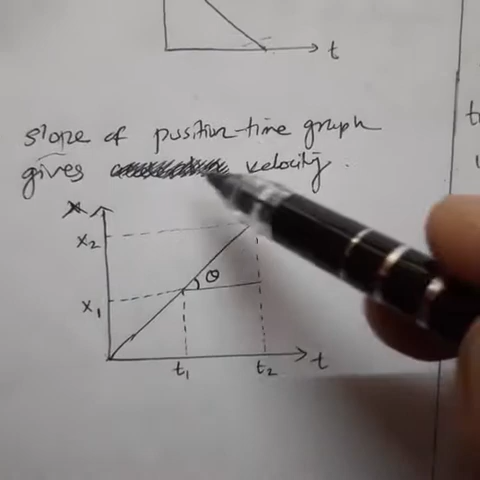 t
slope of position-time graph
gives velocity.
x
x2
x1
θ
t1
t2
t